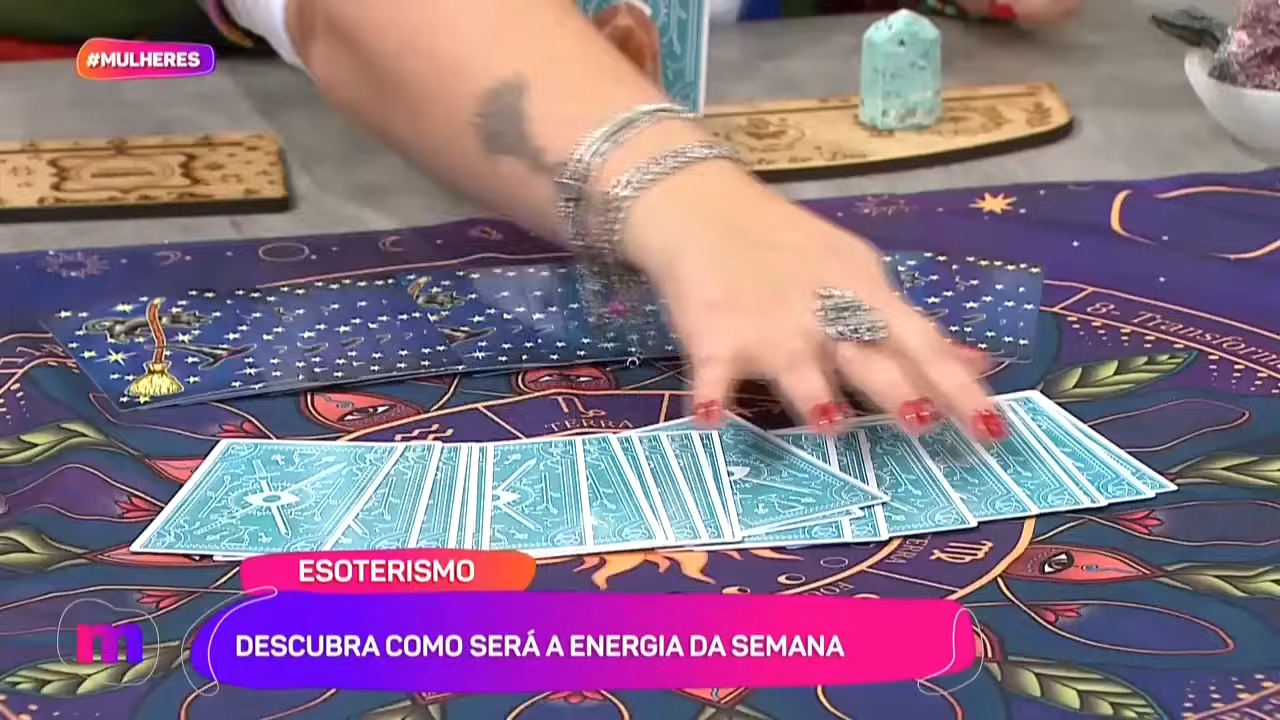 #MULHERES
8- Transform
TERRA
ESOTERISMO
m
DESCUBRA COMO SERÁ A ENERGIA DA SEMANA